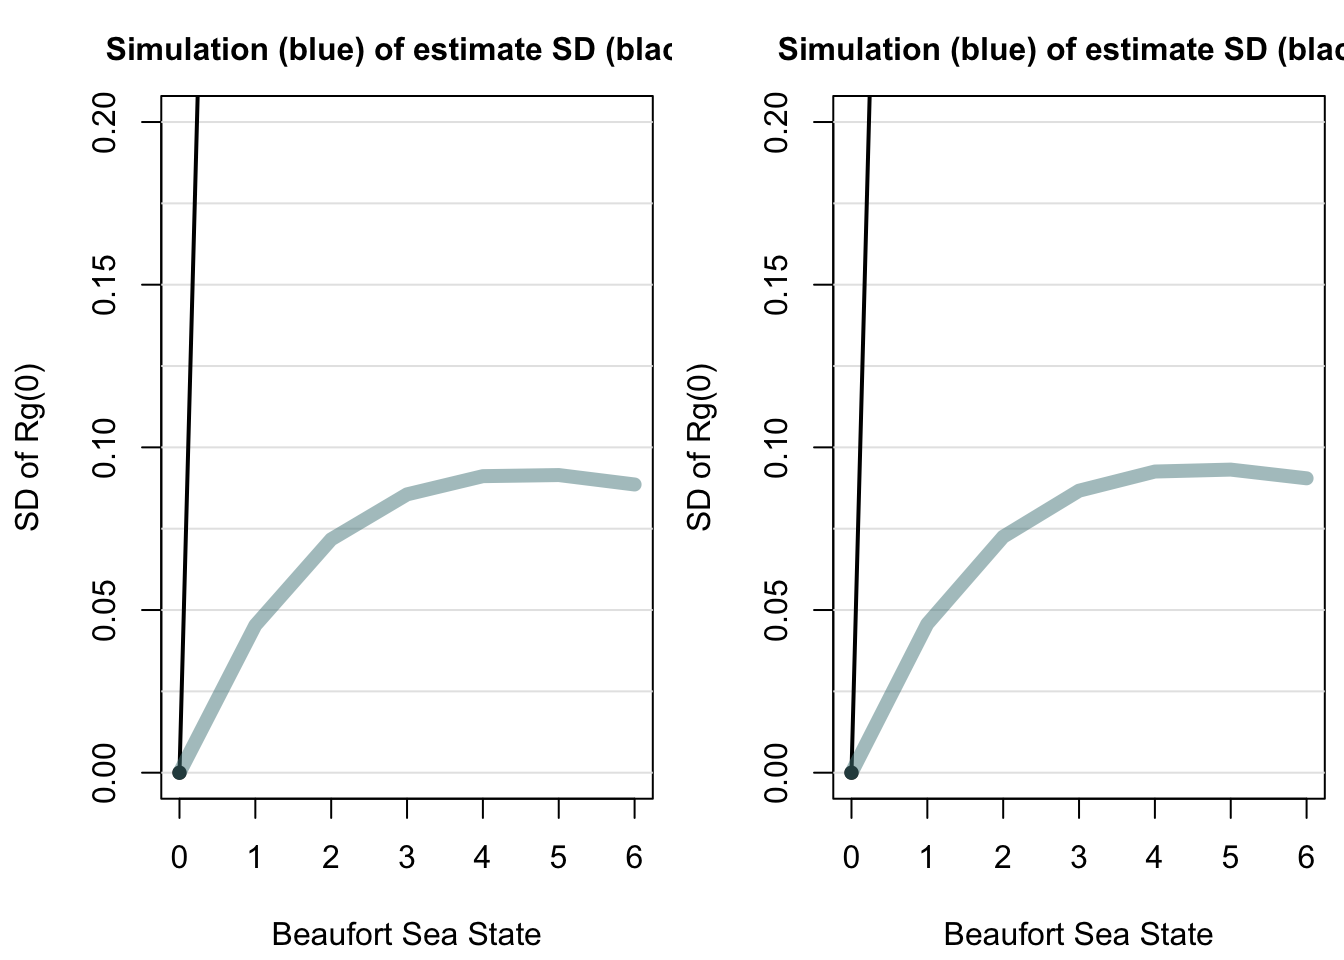 Simulation (blue) of estimate SD (blac
SD of Rg(0)
0.20
0.15
0.10
0.05
0.00
0 1 2 3 4 5 6
Beaufort Sea State
Simulation (blue) of estimate SD (blac
SD of Rg(0)
0.20
0.15
0.10
0.05
0.00
0 1 2 3 4 5 6
Beaufort Sea State